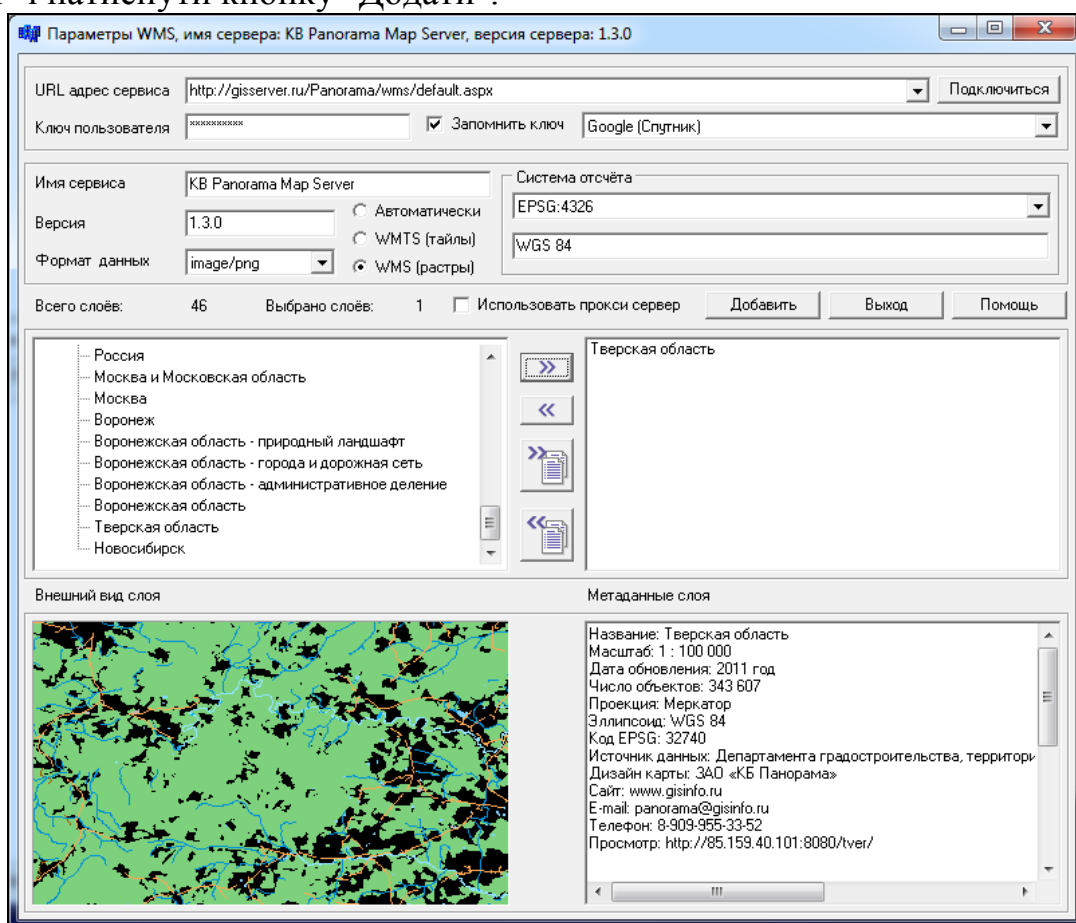 і натиснути кнопку "Додати".
Параметры WMS, имя сервера: KB Panorama Map Server, версия сервера: 1.3.0
URL адрес сервиса http://gisserver.ru/Panorama/wms/default.aspx Подключиться
Ключ пользователя ********** Запомнить ключ Google (Спутник)
Имя сервиса KB Panorama Map Server Система отсчёта
Версия 1.3.0 Автоматически EPSG:4326
WMTS (тайлы) WGS 84
Формат данных image/png WMS (растры)
Всего слоёв: 46 Выбрано слоёв: 1 Использовать прокси сервер Добавить Выход Помощь
Россия
Москва и Московская область
Москва
Воронеж
Воронежская область - природный ландшафт
Воронежская область - города и дорожная сеть
Воронежская область - административное деление
Воронежская область
Тверская область
Новосибирск
>>
<<
>>
<<
Тверская область
Внешний вид слоя Метаданные слоя
Название: Тверская область
Масштаб: 1 : 100 000
Дата обновления: 2011 год
Число объектов: 343 607
Проекция: Меркатор
Эллипсоид: WGS 84
Код EPSG: 32740
Источник данных: Департамента градостроительства, территори
Дизайн карты: ЗАО «КБ Панорама»
Сайт: www.gisinfo.ru
E-mail: panorama@gisinfo.ru
Телефон: 8-909-955-33-52
Просмотр: http://85.159.40.101:8080/tver/